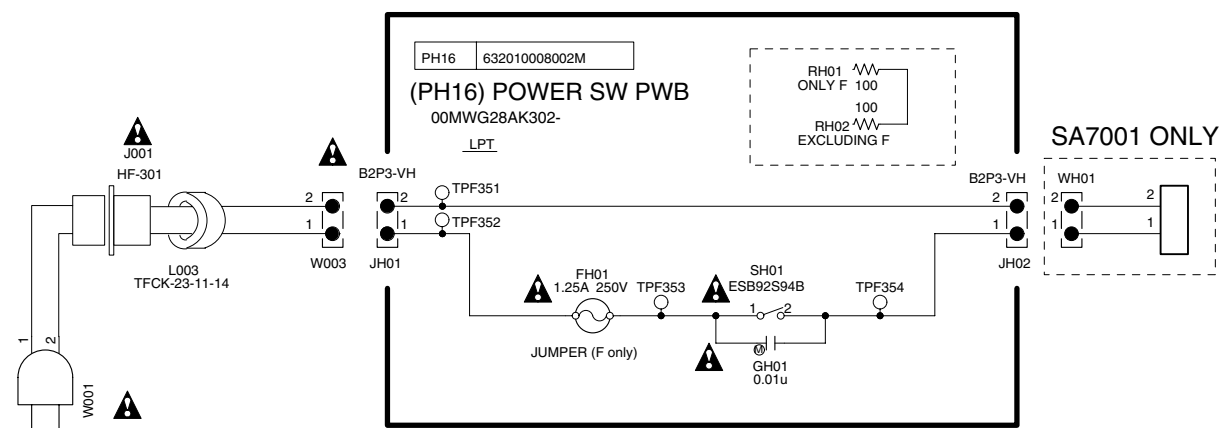 PH16 632010008002M
(PH16) POWER SW PWB
00MWG28AK302-
LPT
RH01
ONLY F 100
100
RH02
EXCLUDING F
SA7001 ONLY
J001
HF-301
L003
TFCK-23-11-14
2
1
W003
B2P3-VH
2
1
JH01
TPF351
TPF352
FH01
1.25A 250V
JUMPER (F only)
TPF353
SH01
ESB92S94B
1 2
M
GH01
0.01u
TPF354
B2P3-VH
2
1
JH02
WH01
2
1
2
1
1
2
W001